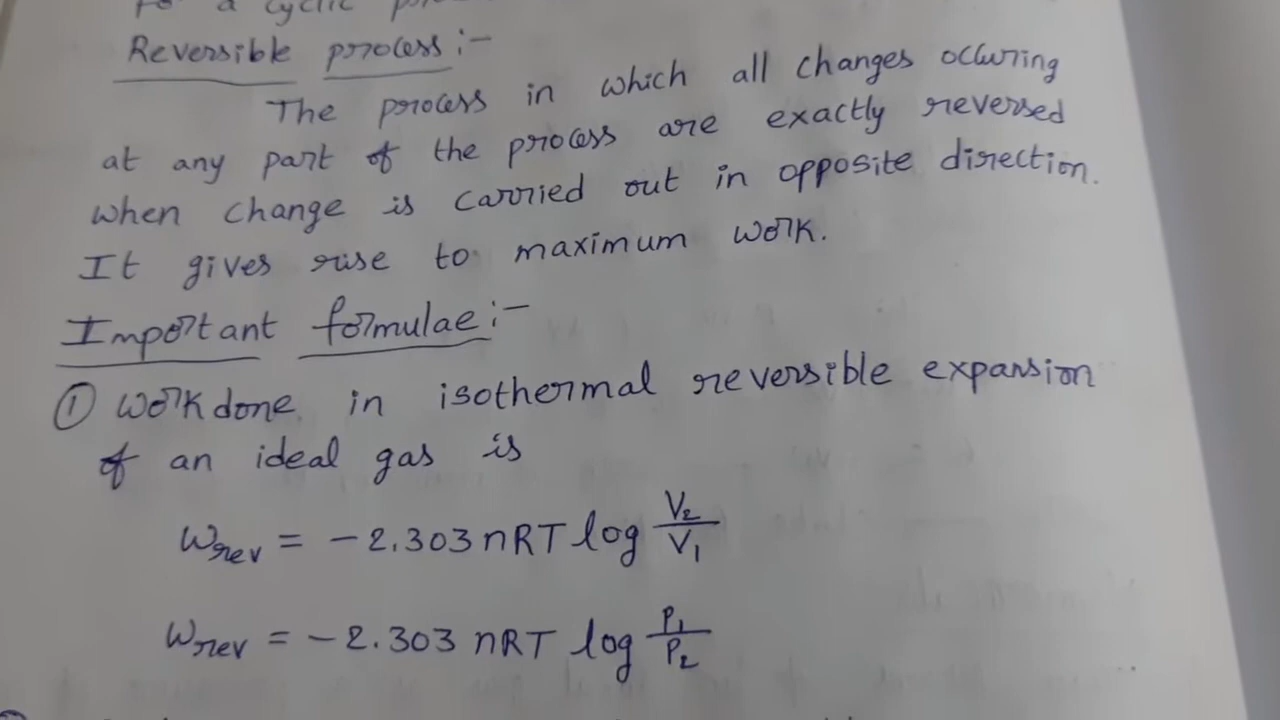 For a cyclic
Reversible process :-
The process in which all changes occuring
at any part of the process are exactly reversed
when change is carried out in opposite direction.
It gives rise to maximum work.
Important formulae :-
① Workdone in isothermal reversible expansion
of an ideal gas is
Wrev = - 2.303 nRT log V₂/V₁
Wrev = - 2.303 nRT log P₁/P₂